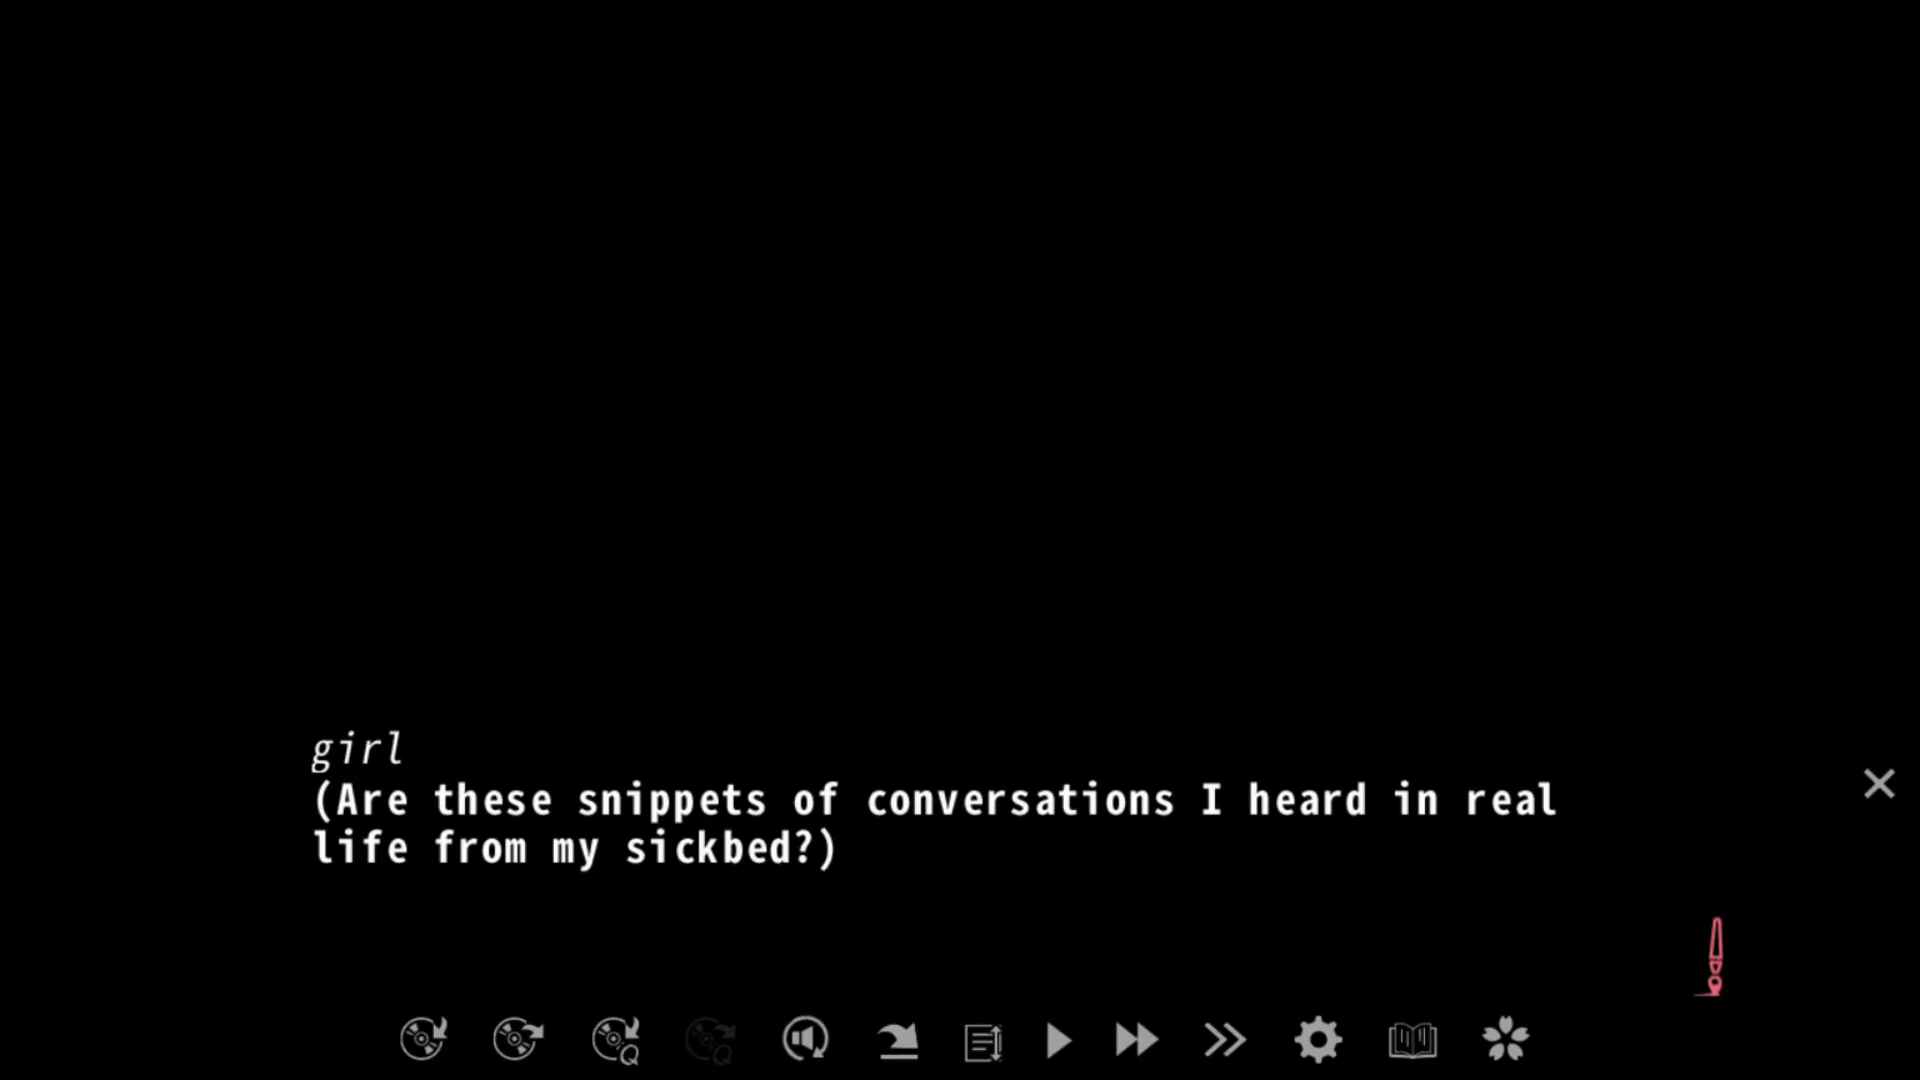 girl
(Are these snippets of conversations I heard in real
life from my sickbed?)